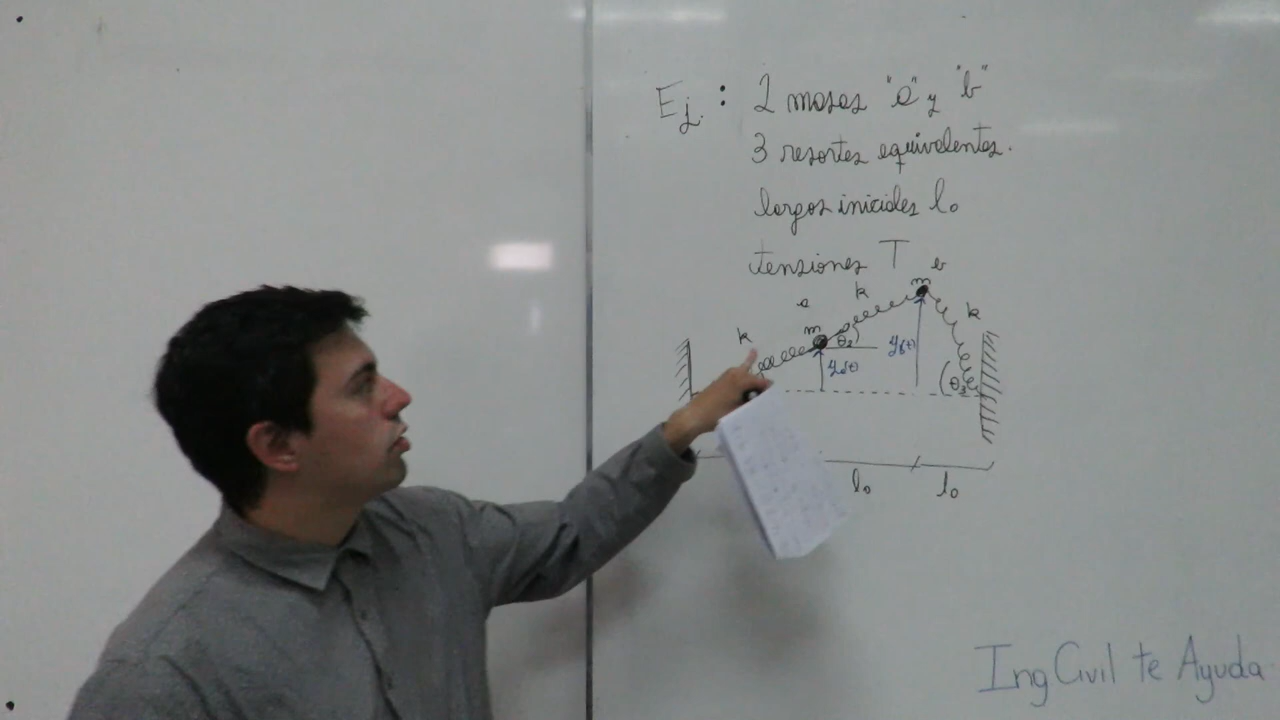 Ej. : 2 masas "a" y "b"
3 resortes equivalentes.
largos iniciales l₀
tensiones T
b
k
m
a
k
k
m
θ₂
y_b(t)
y_a(t)
θ₃
l₀
l₀
Ing Civil te Ayuda